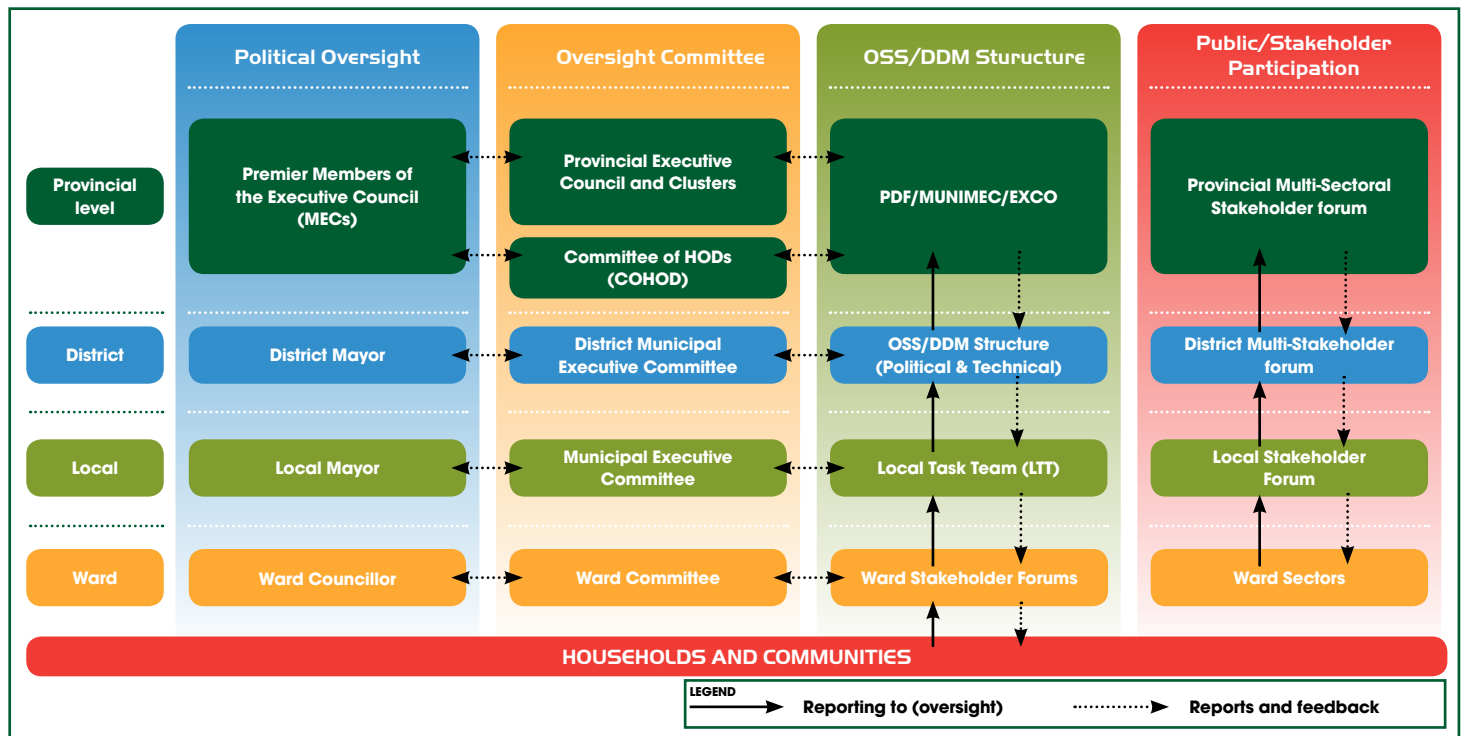 Political Oversight
Oversight Committee
OSS/DDM Sturucture
Public/Stakeholder
Participation
Provincial
level
Premier Members of
the Executive Council
(MECs)
Provincial Executive
Council and Clusters
Committee of HODs
(COHOD)
PDF/MUNIMEC/EXCO
Provincial Multi-Sectoral
Stakeholder forum
District
District Mayor
District Municipal
Executive Committee
OSS/DDM Structure
(Political & Technical)
District Multi-Stakeholder
forum
Local
Local Mayor
Municipal Executive
Committee
Local Task Team (LTT)
Local Stakeholder
Forum
Ward
Ward Councillor
Ward Committee
Ward Stakeholder Forums
Ward Sectors
HOUSEHOLDS AND COMMUNITIES
LEGEND
Reporting to (oversight)
Reports and feedback